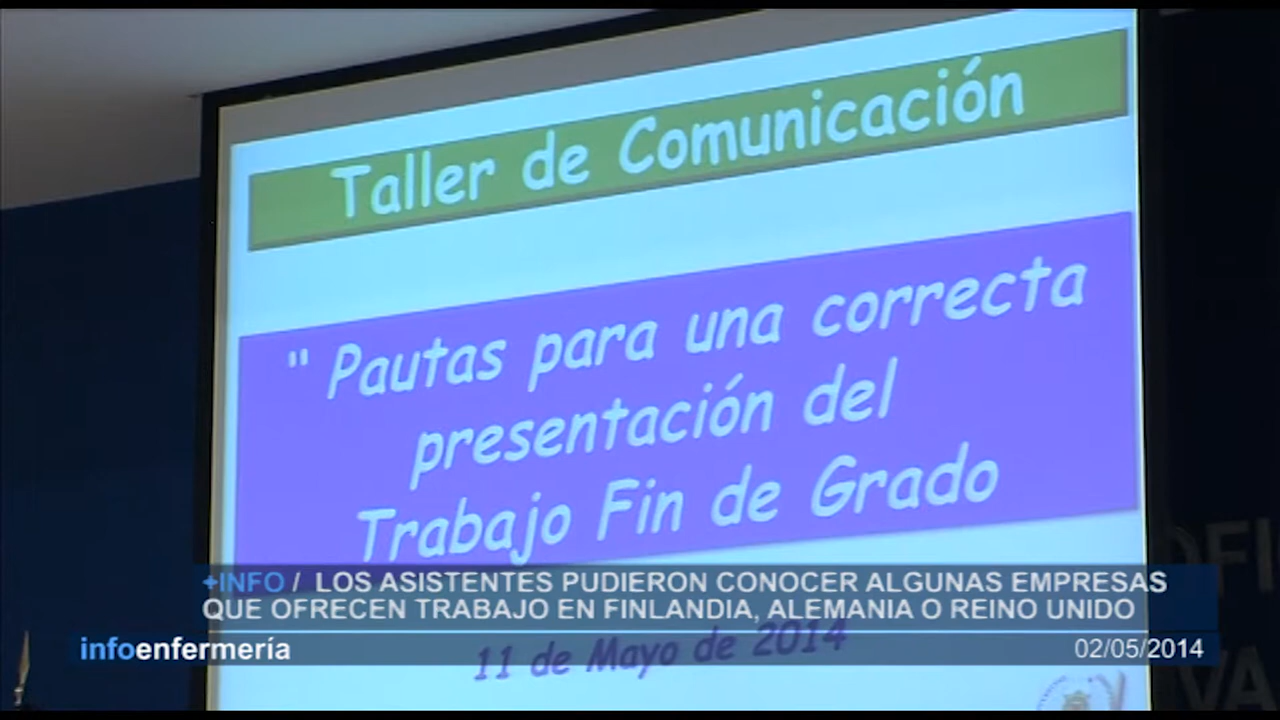 Taller de Comunicación
" Pautas para una correcta
presentación del
Trabajo Fin de Grado
+INFO / LOS ASISTENTES PUDIERON CONOCER ALGUNAS EMPRESAS
QUE OFRECEN TRABAJO EN FINLANDIA, ALEMANIA O REINO UNIDO
infoenfermería
02/05/2014
11 de Mayo de 2014